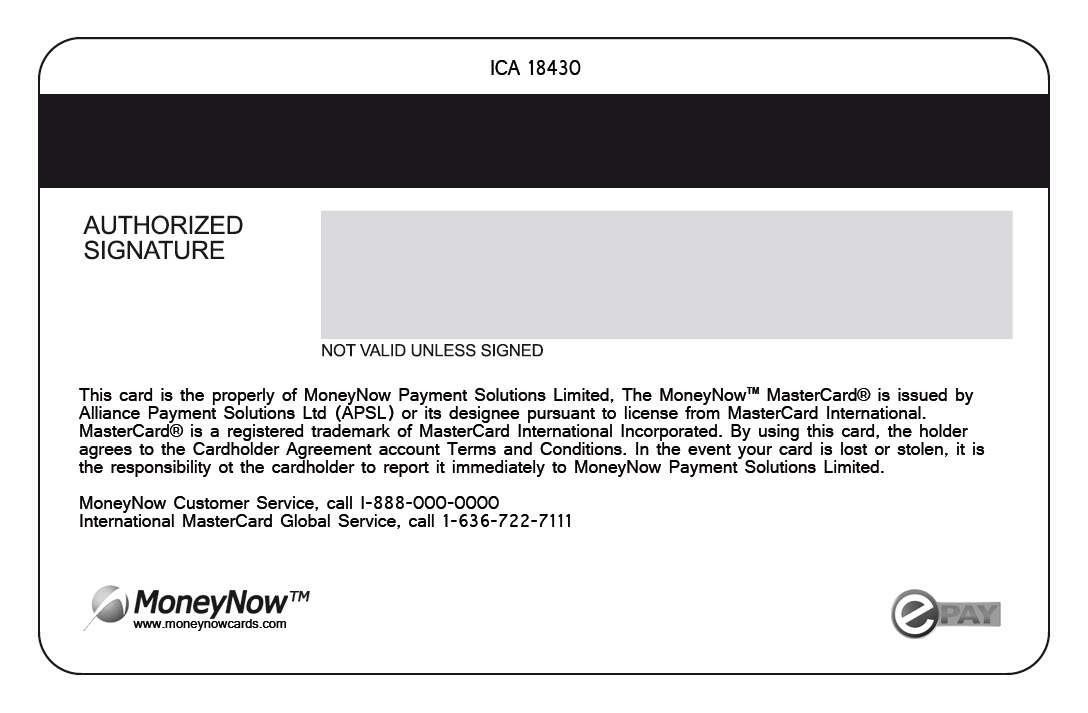 ICA 18430
AUTHORIZED
SIGNATURE
NOT VALID UNLESS SIGNED
This card is the properly of MoneyNow Payment Solutions Limited, The MoneyNow™ MasterCard® is issued by
Alliance Payment Solutions Ltd (APSL) or its designee pursuant to license from MasterCard International.
MasterCard® is a registered trademark of MasterCard International Incorporated. By using this card, the holder
agrees to the Cardholder Agreement account Terms and Conditions. In the event your card is lost or stolen, it is
the responsibility ot the cardholder to report it immediately to MoneyNow Payment Solutions Limited.
MoneyNow Customer Service, call I-888-000-0000
International MasterCard Global Service, call 1-636-722-7111
MoneyNow™
www.moneynowcards.com
e PAY